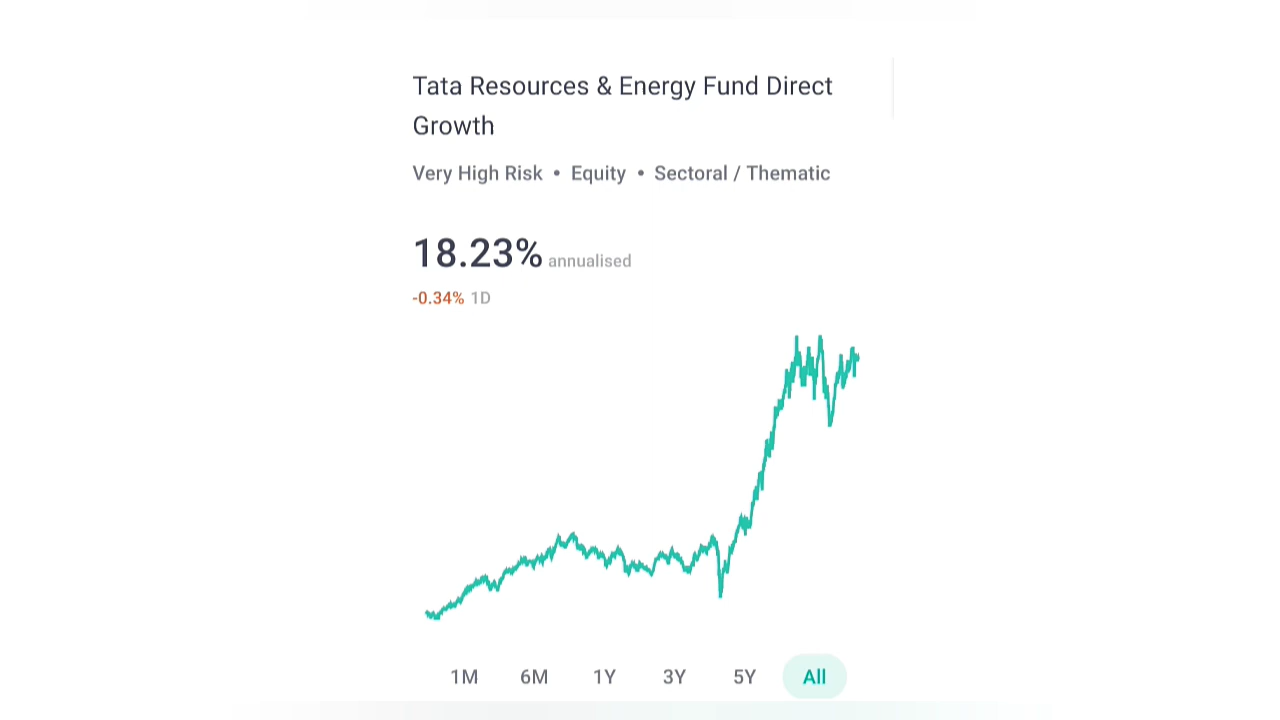 Tata Resources & Energy Fund Direct
Growth
Very High Risk • Equity • Sectoral / Thematic
18.23% annualised
-0.34% 1D
1M 6M 1Y 3Y 5Y All